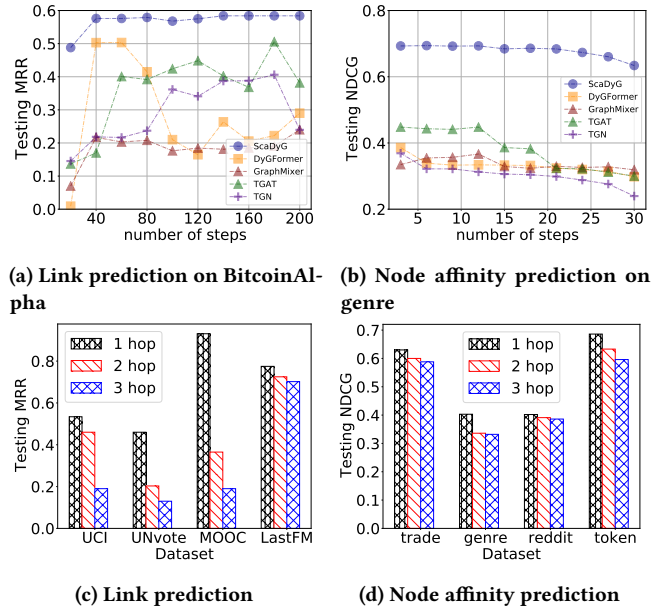 0.6
0.5
0.4
0.3
0.2
0.1
0.0
Testing MRR
ScaDyG
DyGFormer
GraphMixer
TGAT
TGN
0 40 80 120 160 200
number of steps
(a) Link prediction on BitcoinAl-
pha
0.8
0.6
0.4
0.2
Testing NDCG
ScaDyG
DyGFormer
GraphMixer
TGAT
TGN
5 10 15 20 25 30
number of steps
(b) Node affinity prediction on
genre
0.8
0.6
0.4
0.2
0.0
Testing MRR
1 hop
2 hop
3 hop
UCI UNvote MOOC LastFM
Dataset
(c) Link prediction
0.7
0.6
0.5
0.4
0.3
0.2
0.1
0.0
Testing NDCG
1 hop
2 hop
3 hop
trade genre reddit token
Dataset
(d) Node affinity prediction